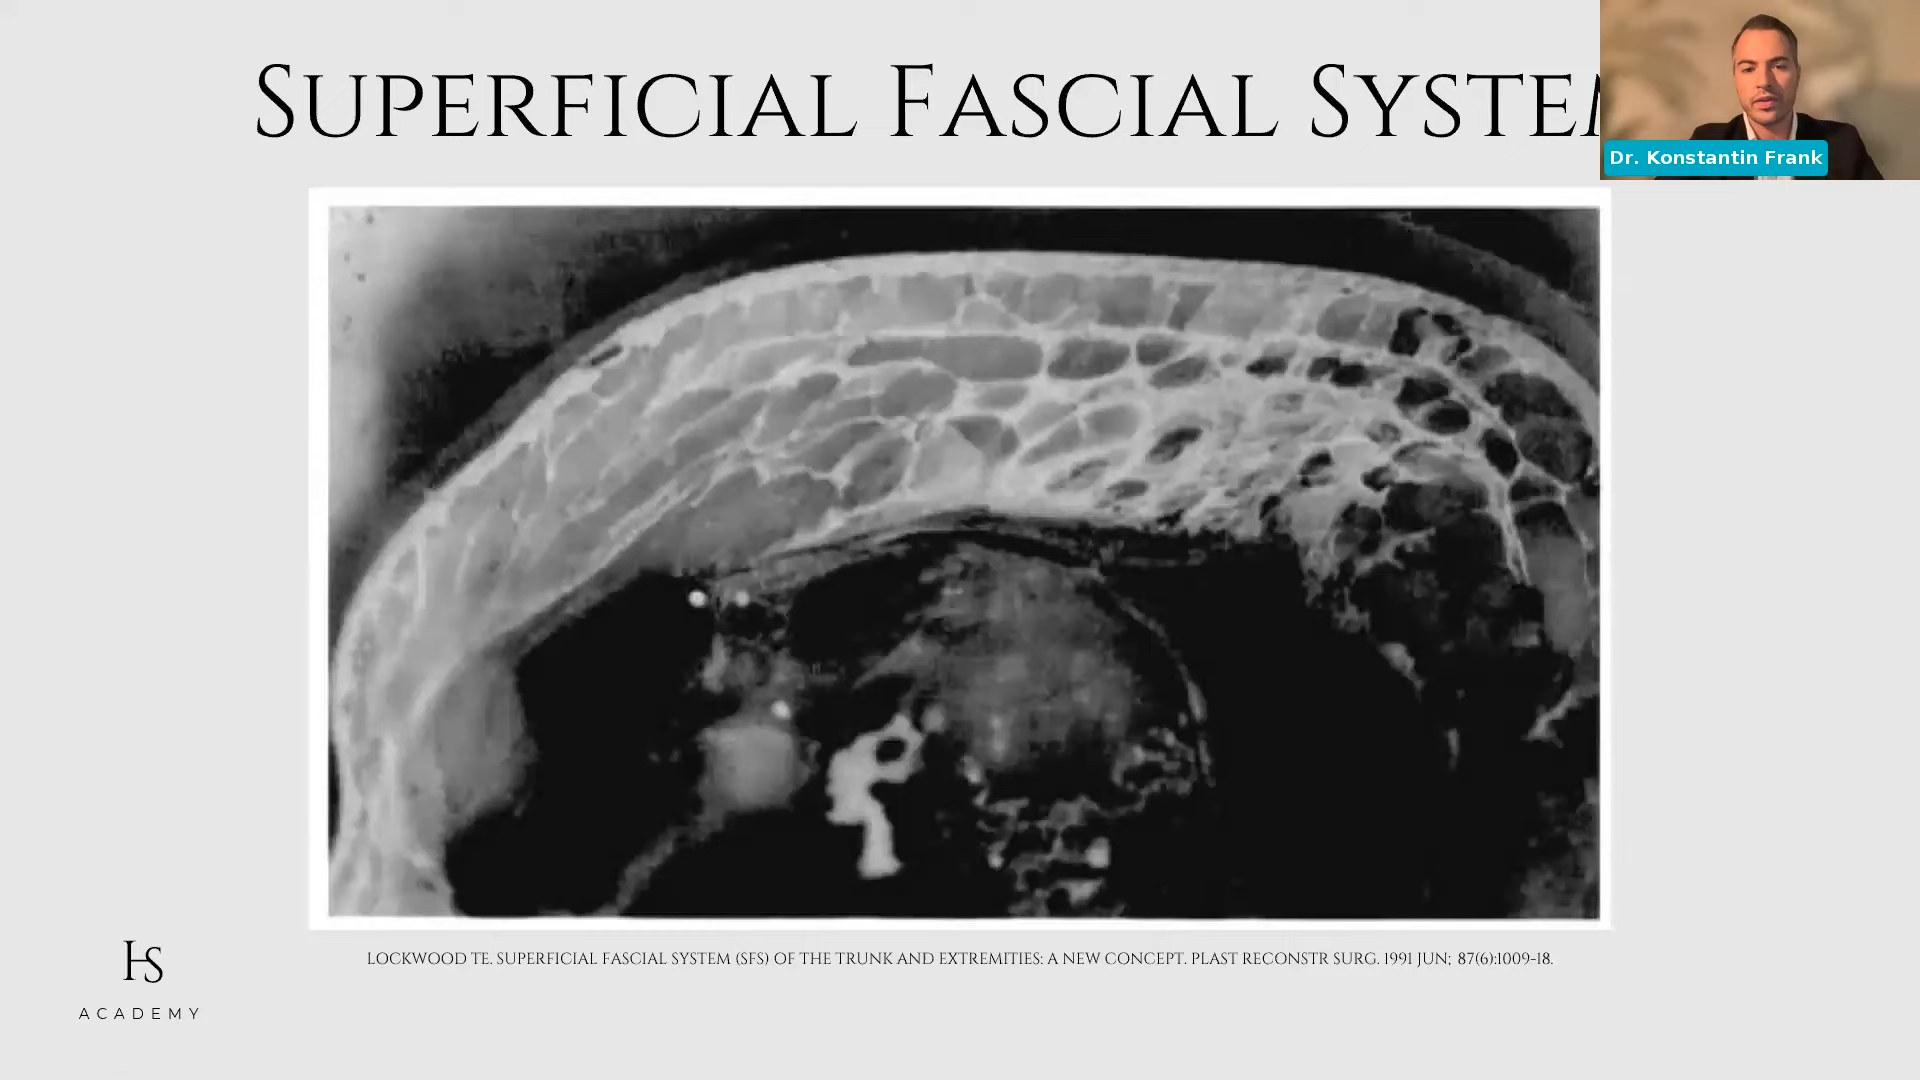 SUPERFICIAL FASCIAL SYSTEM
Dr. Konstantin Frank
LOCKWOOD TE. SUPERFICIAL FASCIAL SYSTEM (SFS) OF THE TRUNK AND EXTREMITIES: A NEW CONCEPT. PLAST RECONSTR SURG. 1991 JUN; 87(6):1009-18.
HS
ACADEMY